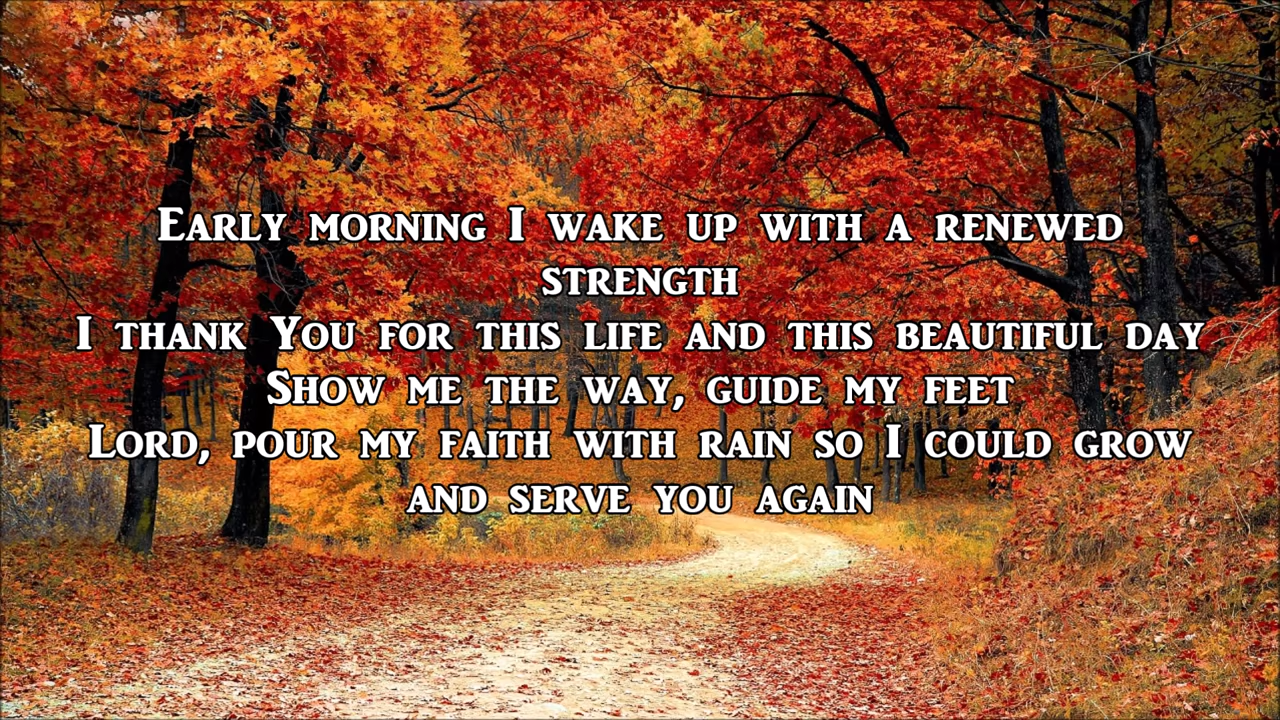 Early morning I wake up with a renewed
strength
I thank You for this life and this beautiful day
Show me the way, guide my feet
Lord, pour my faith with rain so I could grow
and serve you again